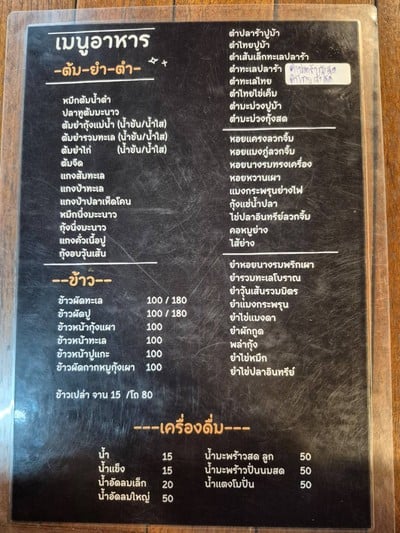 เมนูอาหาร
-ต้ม-ยำ-ตำ-
หมึกต้มน้ำดำ
ปลาทูต้มมะนาว
ต้มยำกุ้งแม่น้ำ (น้ำข้น/น้ำใส)
ต้มยำรวมทะเล (น้ำข้น/น้ำใส)
ต้มยำไก่ (น้ำข้น/น้ำใส)
ต้มจืด
แกงส้มทะเล
แกงป่าทะเล
แกงป่าปลาเห็ดโคน
หมึกนึ่งมะนาว
กุ้งนึ่งมะนาว
แกงคั่วเนื้อปู
กุ้งอบวุ้นเส้น
--ข้าว--
ข้าวผัดทะเล 100 / 180
ข้าวผัดปู 100 / 180
ข้าวหน้ากุ้งแผา 100
ข้าวหน้าทะเล 100
ข้าวหน้าปูแกะ 100
ข้าวผัดกากหมูกุ้งเผา 100
ข้าวเปล่า จาน 15 /โถ 80
ตำปลาร้าปูม้า
ตำไทยปูม้า
ตำเส้นเล็กทะเลปลาร้า
ตำทะเลปลาร้า
ตำทะเลไทย
ตำไทยไข่เค็ม
ตำมะม่วงปูม้า
ตำมะม่วงกุ้งสด
หอยแครงลวกจิ้ม
หอยแมงภู่ลวกจิ้ม
หอยนางรมทรงเครื่อง
หอยหวานเผา
แมงกะพรุนย่างไฟ
กุ้งแช่น้ำปลา
ไข่ปลาอินทรีย์ลวกจิ้ม
คอหมูย่าง
ไส้ย่าง
ยำหอยนางรมพริกเผา
ยำรวมทะเลโบราณ
ยำวุ้นเส้นรวมมิตร
ยำแมงกะพรุน
ยำไข่แมงดา
ยำผักกูด
พล่ากุ้ง
ยำไข่หมึก
ยำไข่ปลาอินทรีย์
---เครื่องดื่ม---
น้ำ 15
น้ำแข็ง 15
น้ำอัดลมเล็ก 20
น้ำอัดลมใหญ่ 50
น้ำมะพร้าวสด ลูก 50
น้ำมะพร้าวปั่นนมสด 50
น้ำแตงโมปั่น 50